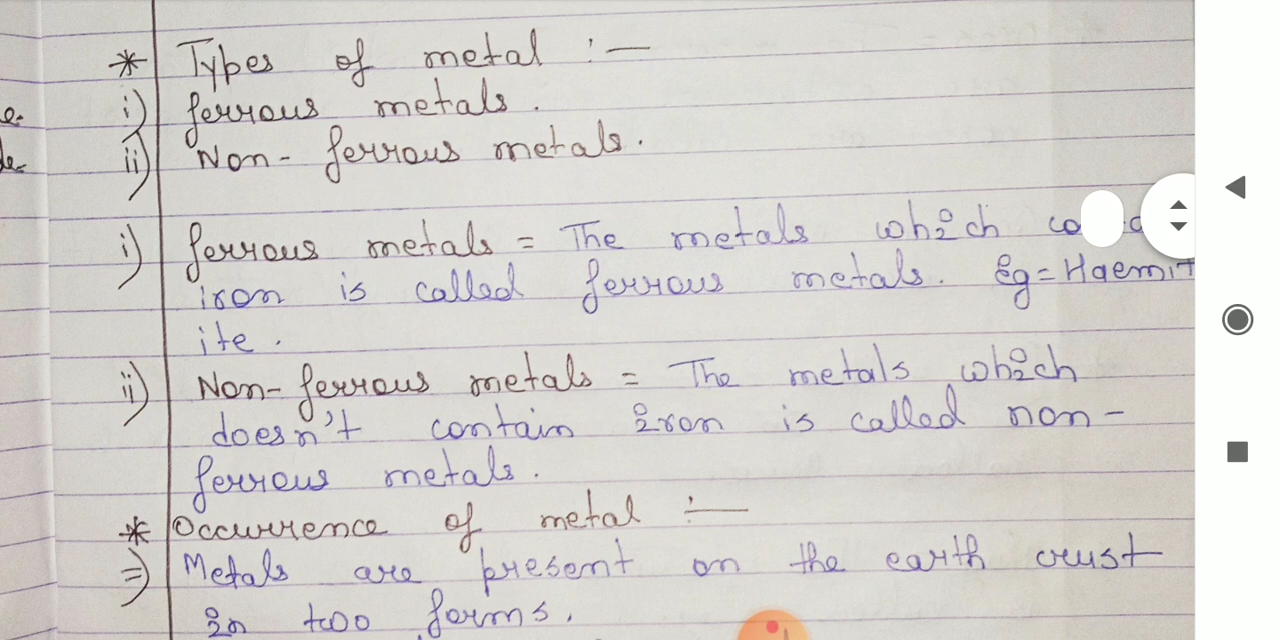 * Types of metal :-
i) ferrous metals.
ii) Non-ferrous metals.
i) ferrous metals = The metals which
iron is called ferrous metals. Eg = Haemit
ite.
ii) Non-ferrous metals = The metals which
doesn't contain iron is called non-
ferrous metals.
* Occurrence of metal :-
⇒ Metals are present on the earth crust
in two forms.